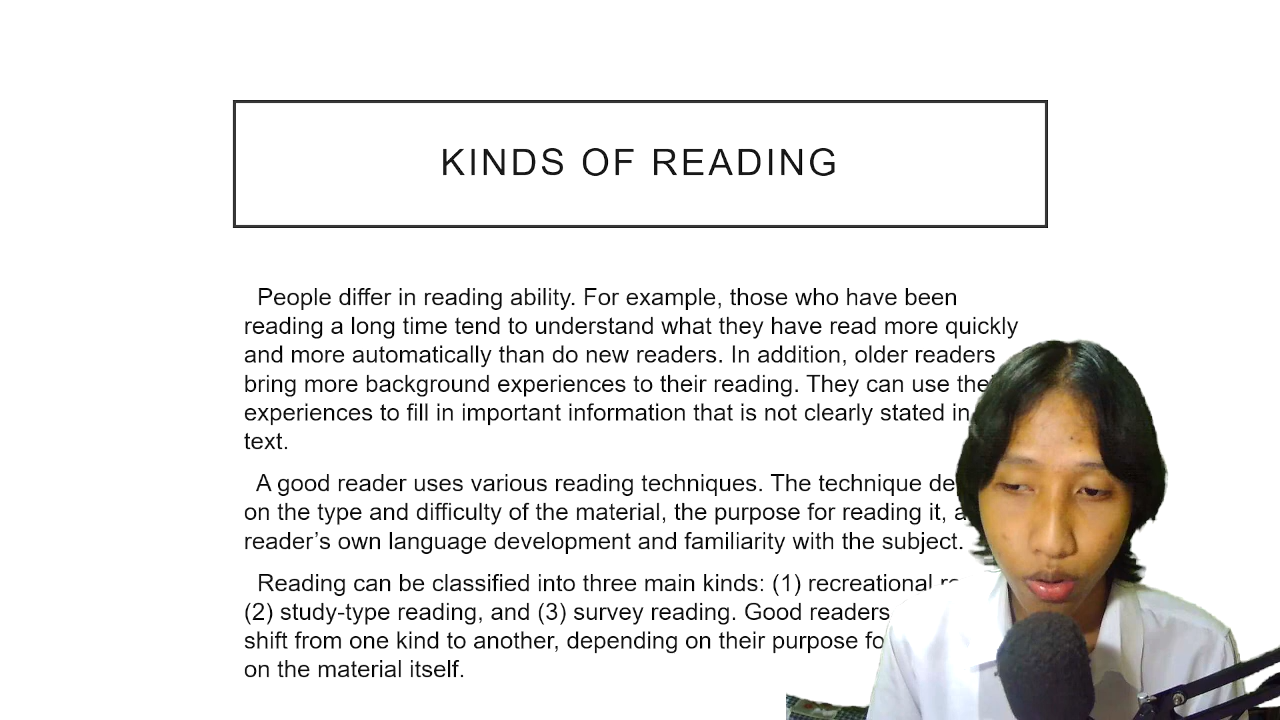 KINDS OF READING
People differ in reading ability. For example, those who have been
reading a long time tend to understand what they have read more quickly
and more automatically than do new readers. In addition, older readers
bring more background experiences to their reading. They can use
experiences to fill in important information that is not clearly stated in
text.
A good reader uses various reading techniques. The technique
on the type and difficulty of the material, the purpose for reading it,
reader's own language development and familiarity with the subject.
Reading can be classified into three main kinds: (1) recreational
(2) study-type reading, and (3) survey reading. Good readers
shift from one kind to another, depending on their purpose
on the material itself.